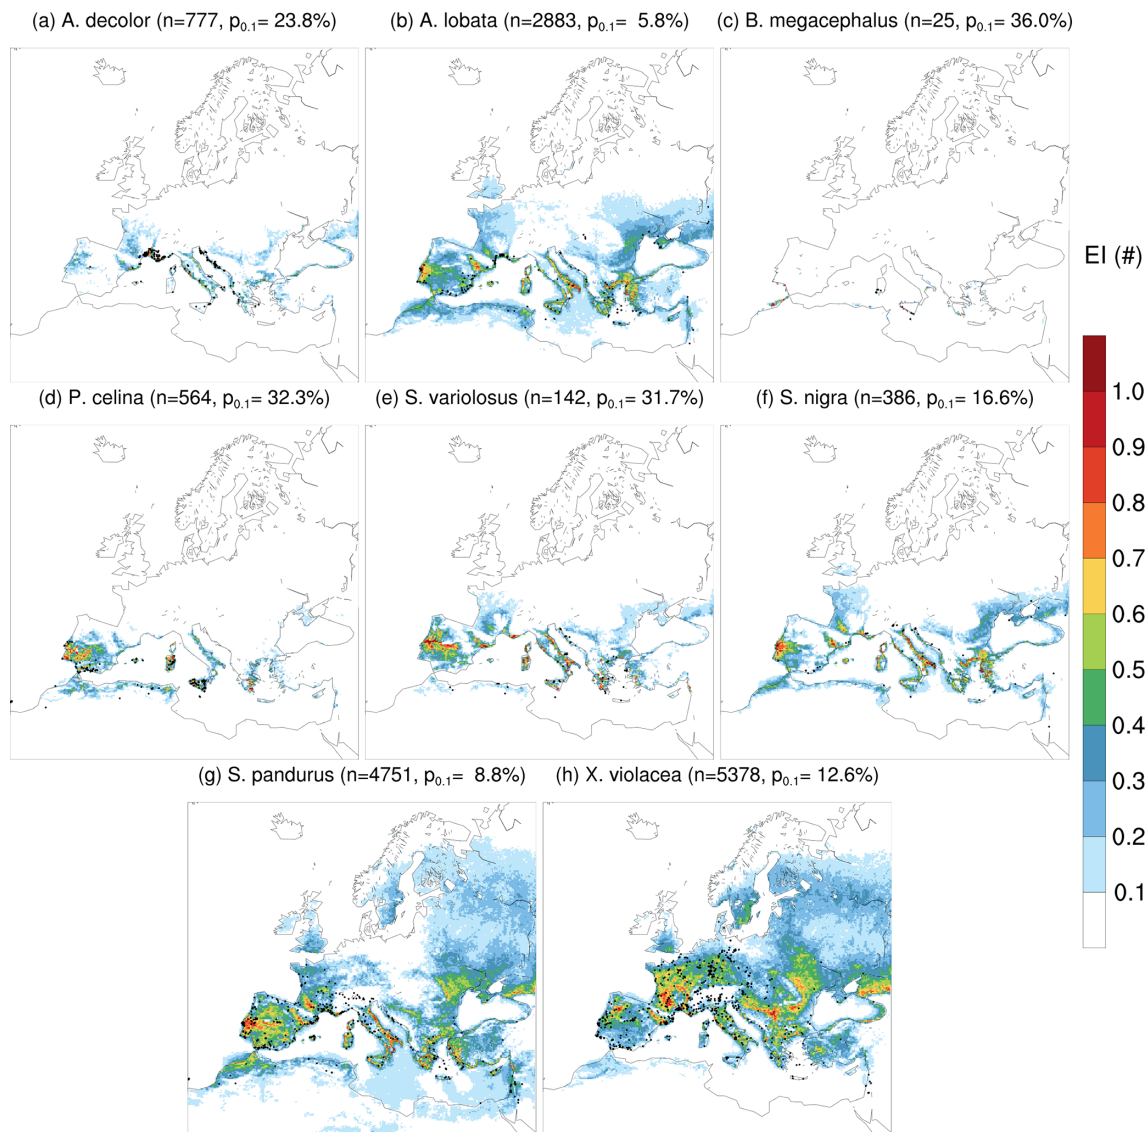 (a) A. decolor (n=777, p0.1= 23.8%)
(b) A. lobata (n=2883, p0.1= 5.8%)
(c) B. megacephalus (n=25, p0.1= 36.0%)
(d) P. celina (n=564, p0.1= 32.3%)
(e) S. variolosus (n=142, p0.1= 31.7%)
(f) S. nigra (n=386, p0.1= 16.6%)
(g) S. pandurus (n=4751, p0.1= 8.8%)
(h) X. violacea (n=5378, p0.1= 12.6%)
EI (#)
1.0
0.9
0.8
0.7
0.6
0.5
0.4
0.3
0.2
0.1